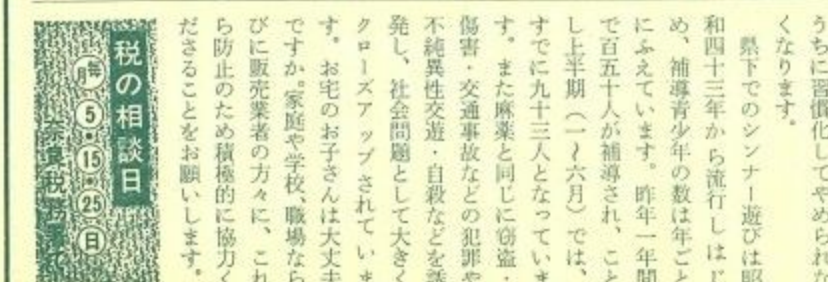 うちに習慣化してやめられな
くなります。
県下でのシンナー遊びは昭
和四十三年から流行しはじ
め、補導青少年の数は年ごと
にふえています。昨年一年間
で百五十人が補導され、こと
し上半期（一〜六月）では、
すでに九十三人となっていま
す。また麻薬と同じに窃盗・
傷害・交通事故などの犯罪や
不純異性交遊・自殺などを誘
発し、社会問題として大きく
クローズアップされていま
す。お宅のお子さんは大丈夫
ですか。家庭や学校、職場なら
びに販売業者の方々に、これ
ら防止のため積極的に協力く
ださることをお願いします。
税の相談日
毎月5・15・25日
奈良税務署で